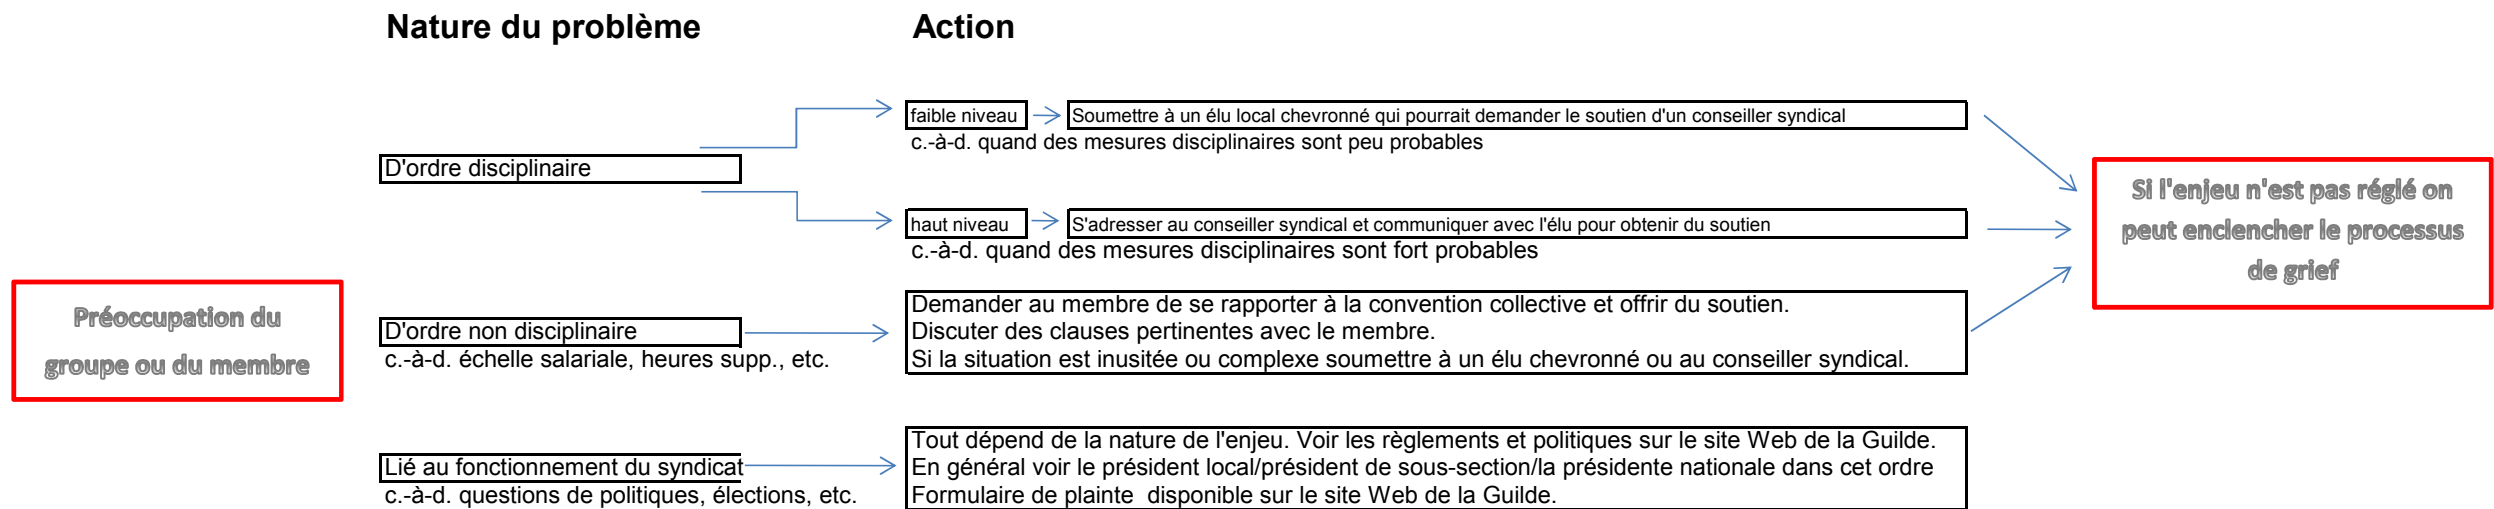 Nature du problème
Action
faible niveau
Soumettre à un élu local chevronné qui pourrait demander le soutien d'un conseiller syndical
c.-à-d. quand des mesures disciplinaires sont peu probables
D'ordre disciplinaire
haut niveau
S'adresser au conseiller syndical et communiquer avec l'élu pour obtenir du soutien
c.-à-d. quand des mesures disciplinaires sont fort probables
Si l'enjeu n'est pas réglé on
peut enclencher le processus
de grief
Préoccupation du
groupe ou du membre
D'ordre non disciplinaire
c.-à-d. échelle salariale, heures supp., etc.
Demander au membre de se rapporter à la convention collective et offrir du soutien.
Discuter des clauses pertinentes avec le membre.
Si la situation est inusitée ou complexe soumettre à un élu chevronné ou au conseiller syndical.
Lié au fonctionnement du syndicat
c.-à-d. questions de politiques, élections, etc.
Tout dépend de la nature de l'enjeu. Voir les règlements et politiques sur le site Web de la Guilde.
En général voir le président local/président de sous-section/la présidente nationale dans cet ordre
Formulaire de plainte  disponible sur le site Web de la Guilde.